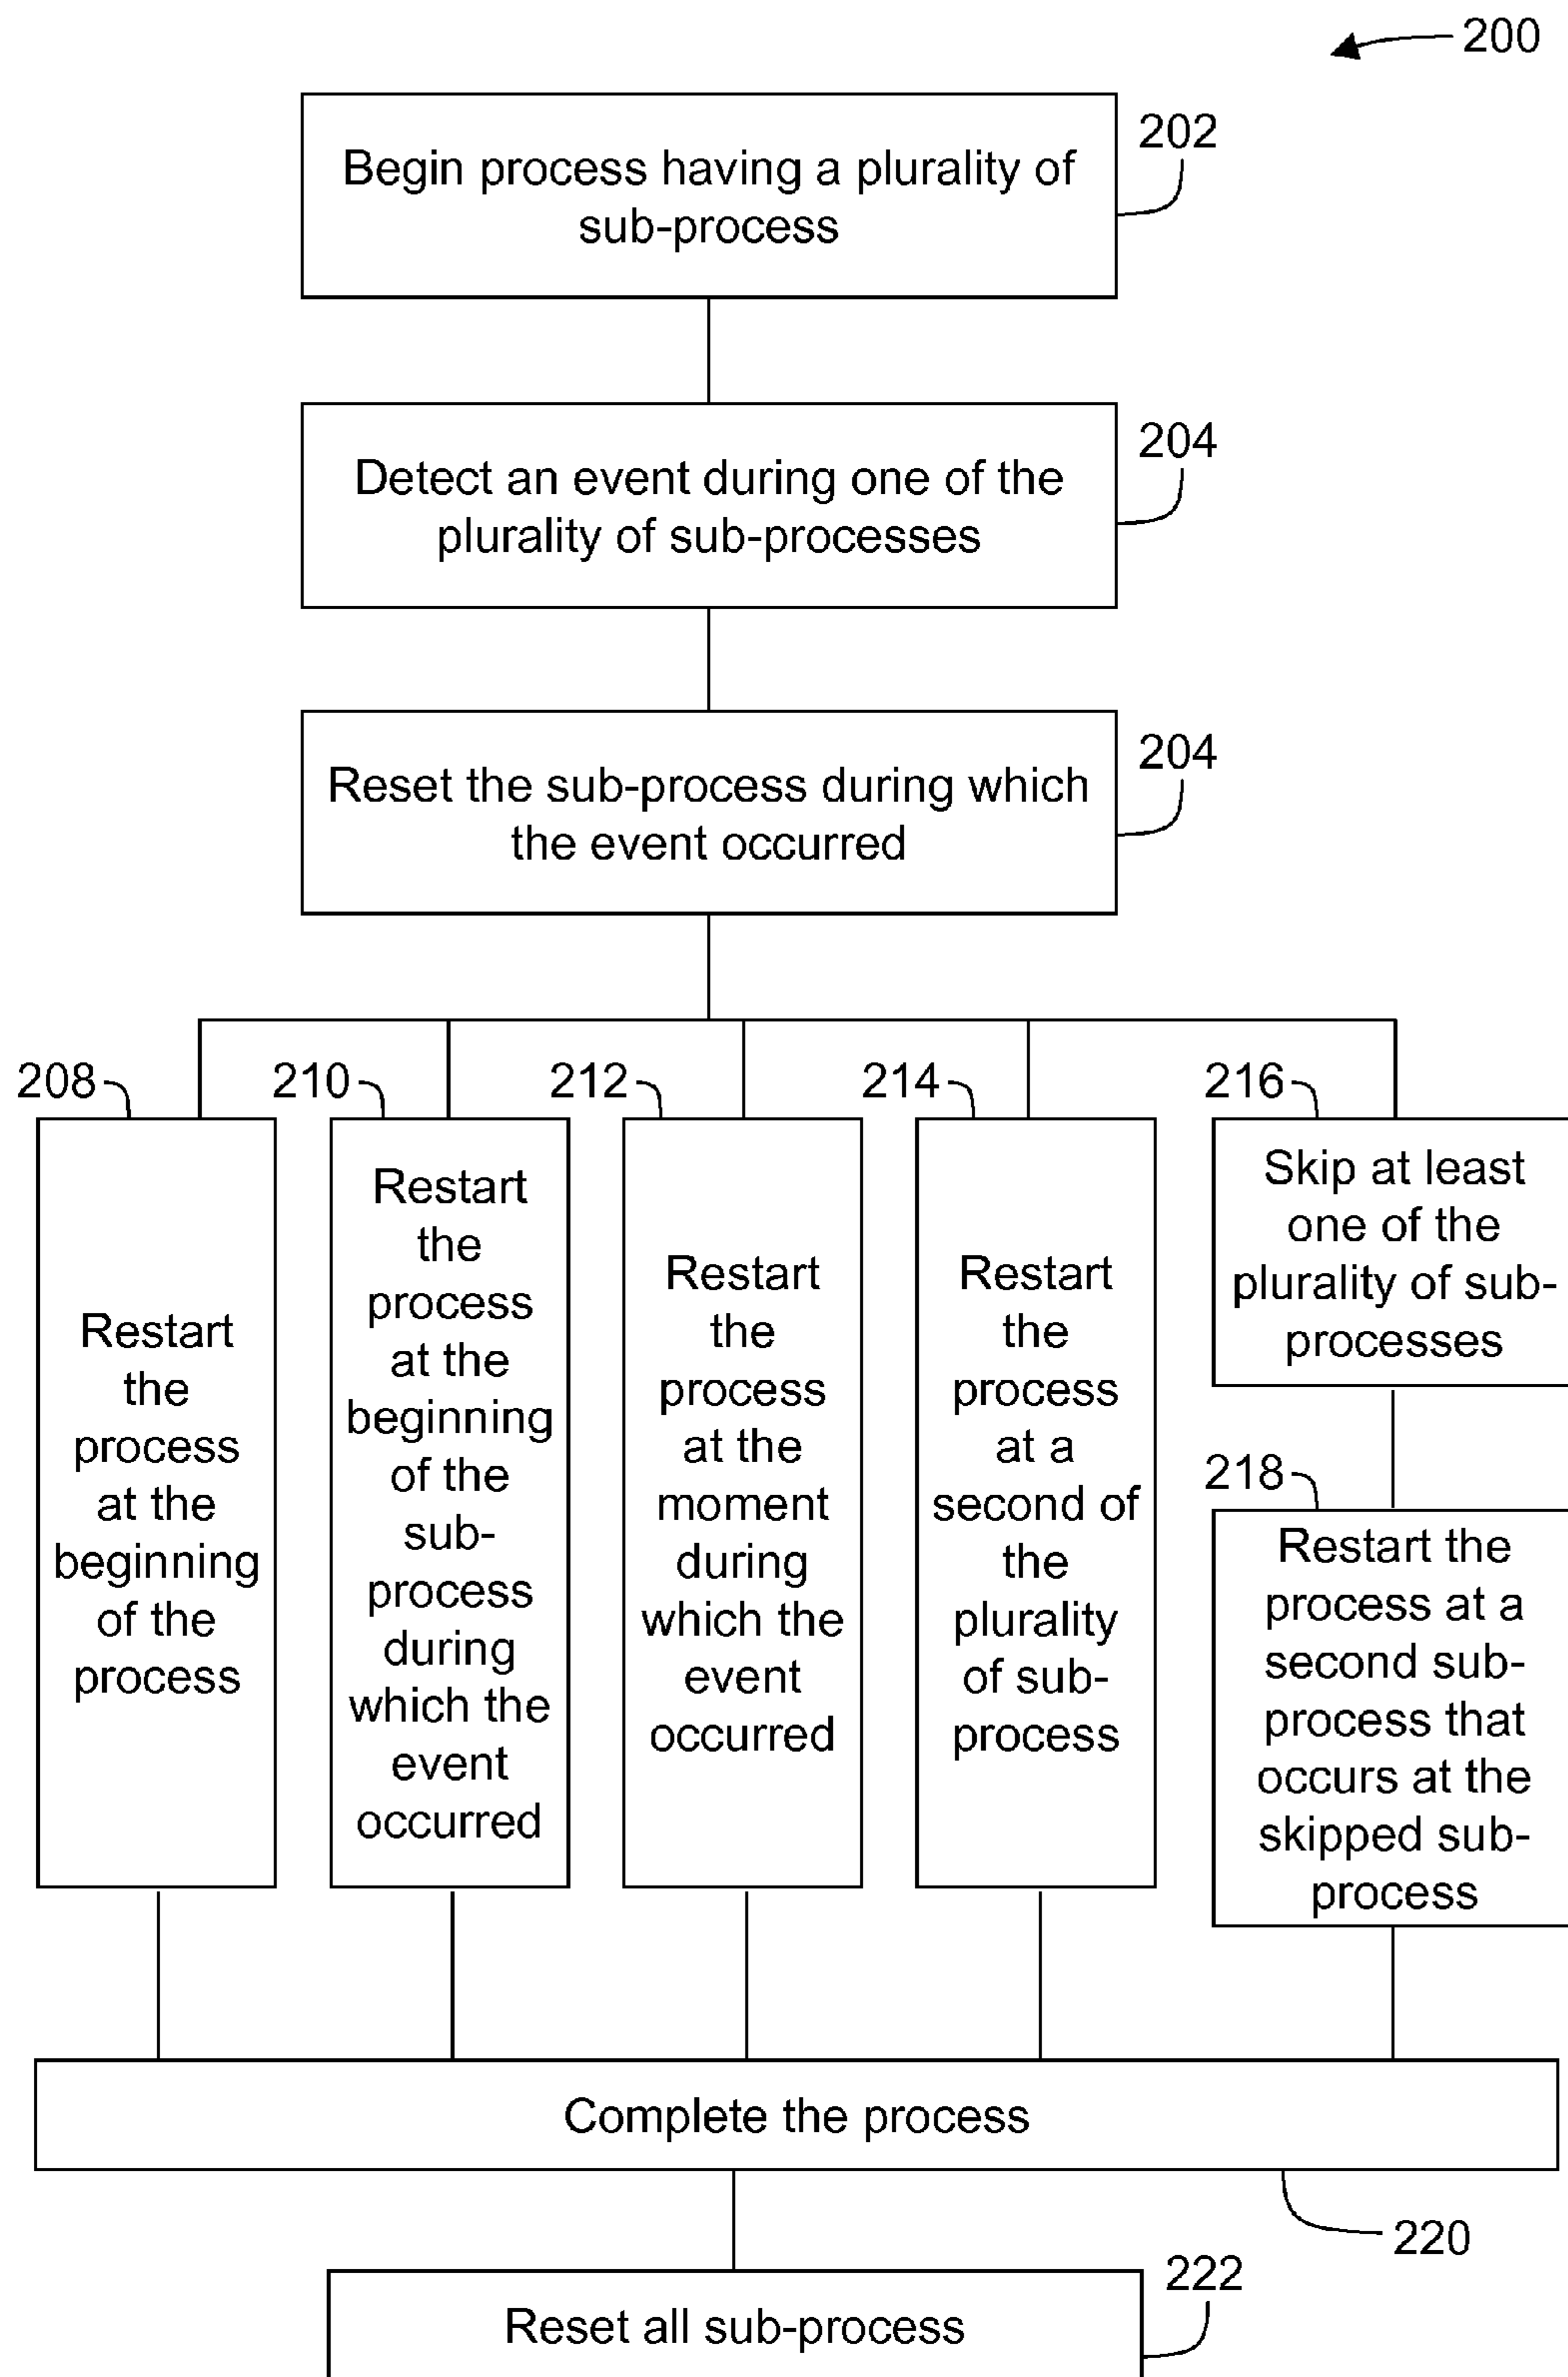 200
202
Begin process having a plurality of
sub-process
204
Detect an event during one of the
plurality of sub-processes
204
Reset the sub-process during which
the event occurred
208
Restart
the
process
at the
beginning
of the
process
210
Restart
the
process
at the
beginning
of the
sub-
process
during
which the
event
occurred
212
Restart
the
process
at the
moment
during
which the
event
occurred
214
Restart
the
process
at a
second of
the
plurality
of sub-
process
216
Skip at least
one of the
plurality of sub-
processes
218
Restart the
process at a
second sub-
process that
occurs at the
skipped sub-
process
Complete the process
220
222
Reset all sub-process